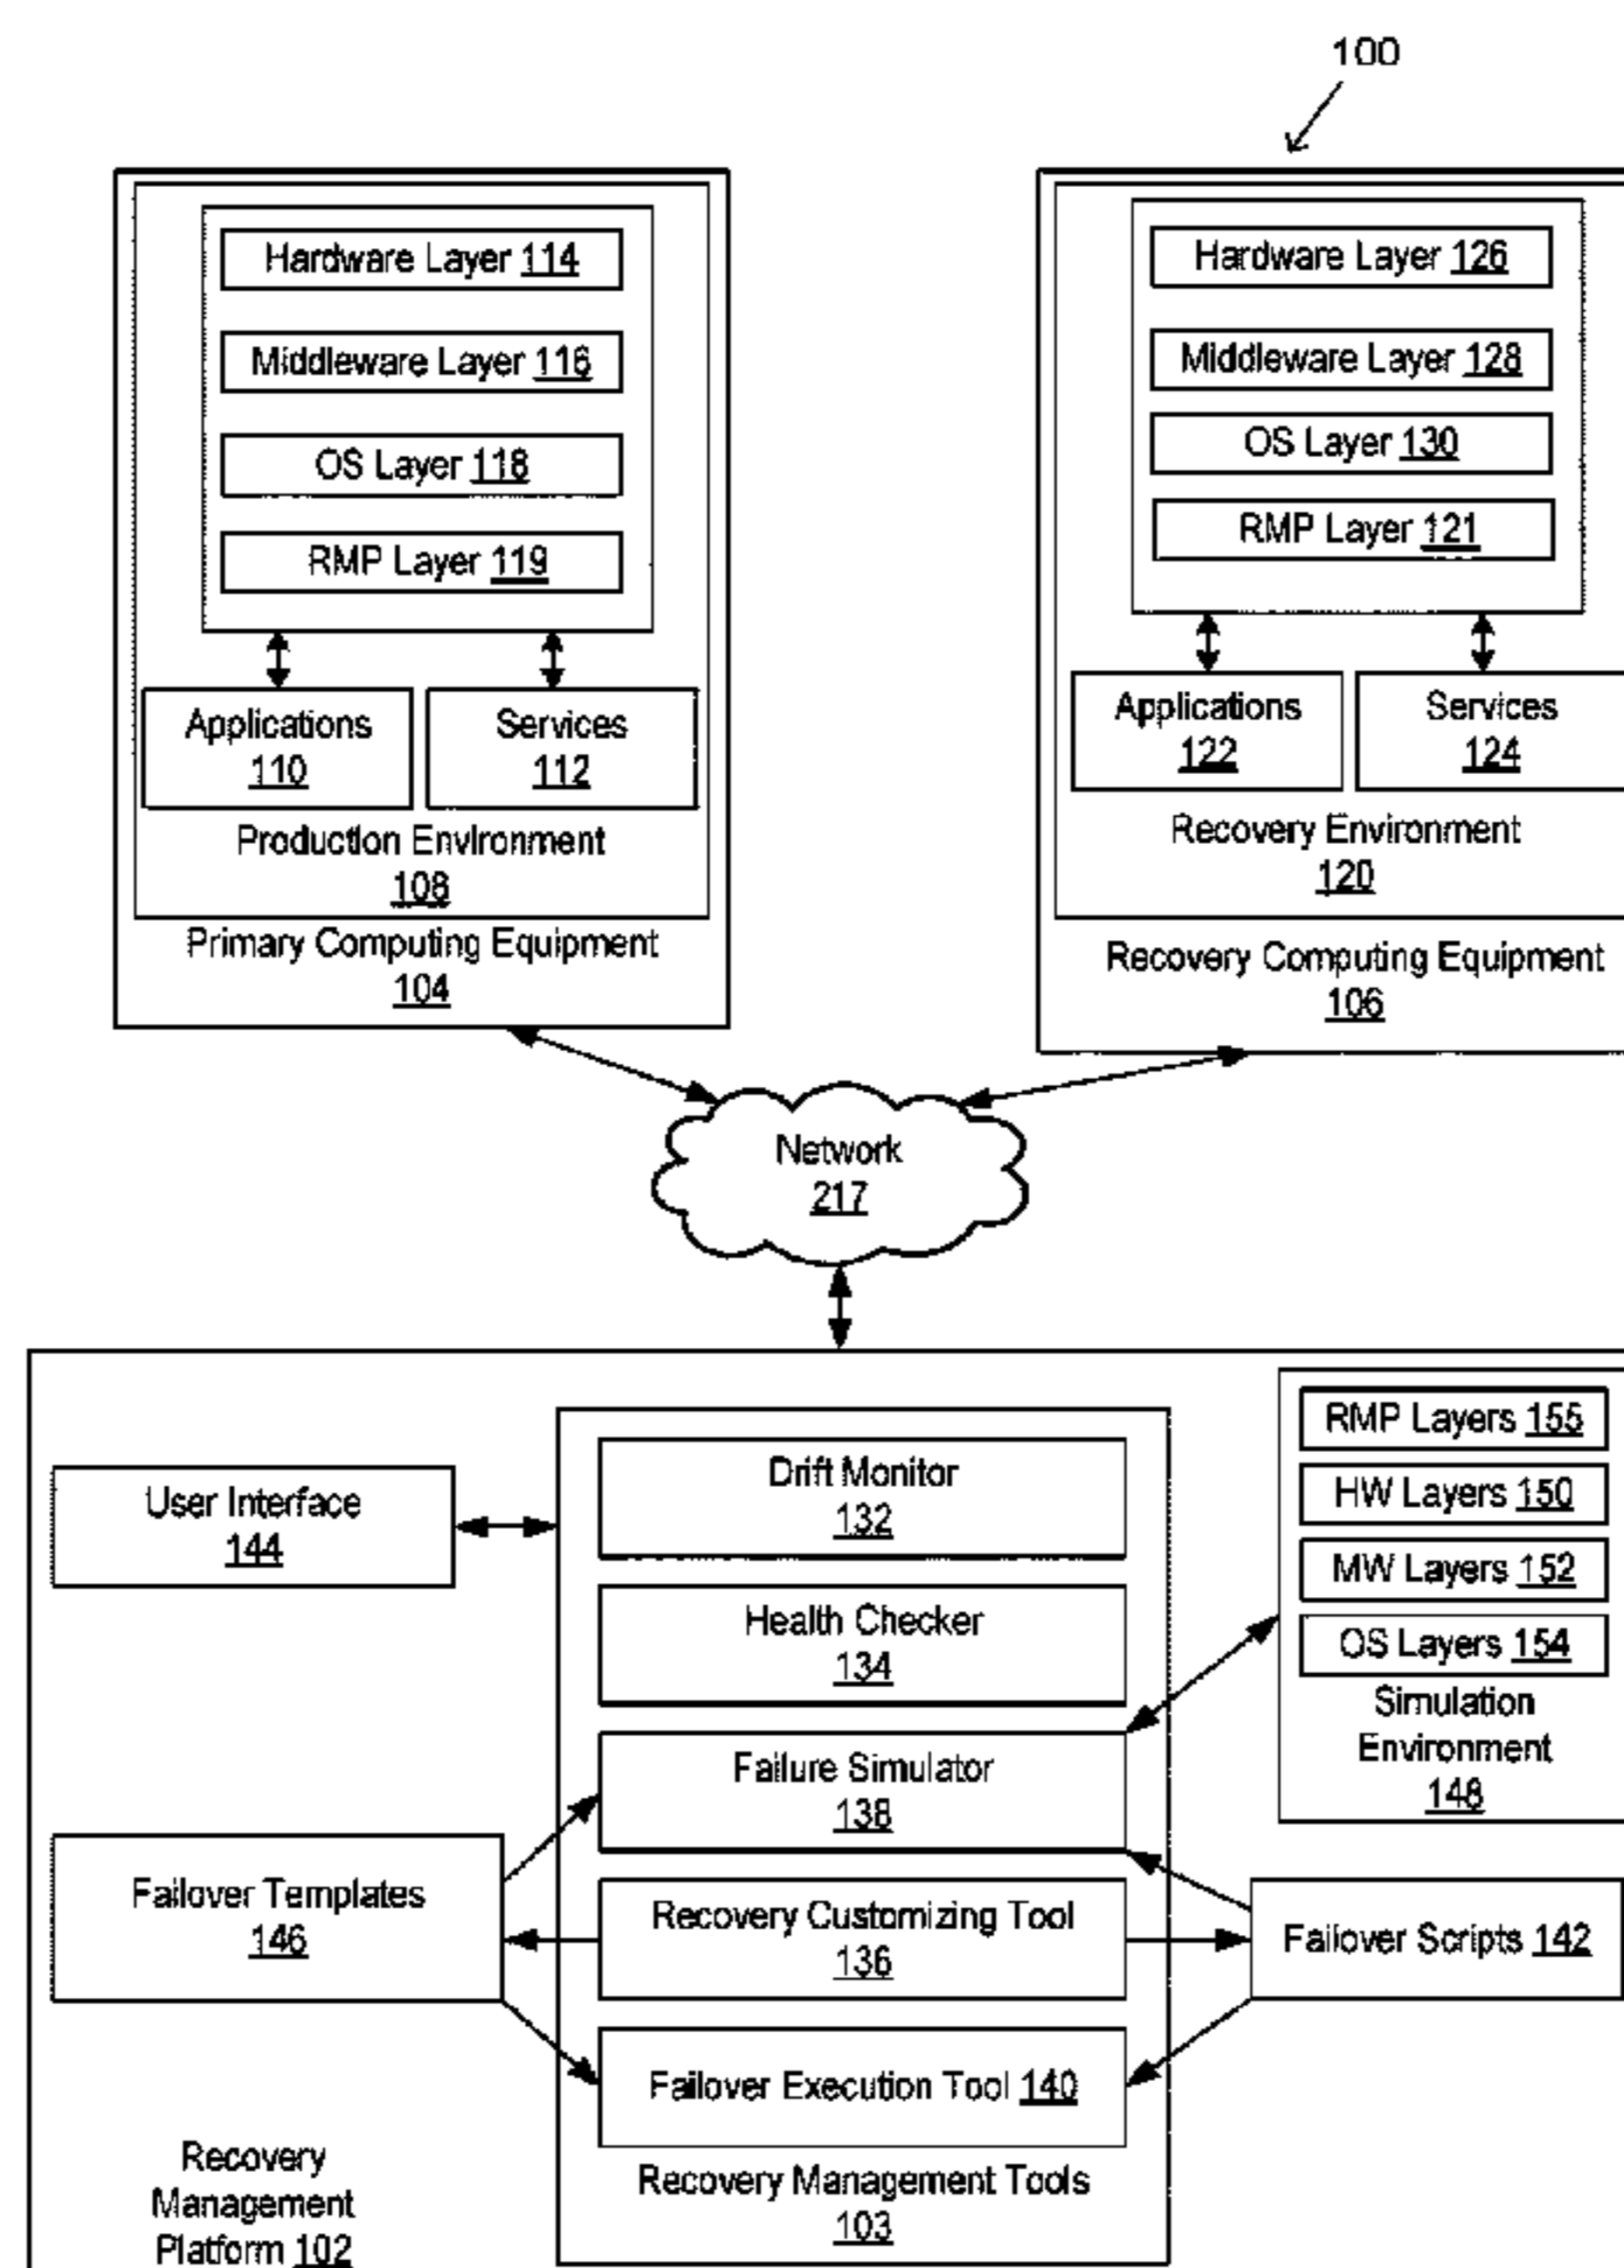 100
Hardware Layer 114
Middleware Layer 116
OS Layer 118
RMP Layer 119
Applications
110
Services
112
Production Environment
108
Primary Computing Equipment
104
Hardware Layer 126
Middleware Layer 128
OS Layer 130
RMP Layer 121
Applications
122
Services
124
Recovery Environment
120
Recovery Computing Equipment
106
Network
217
User Interface
144
Drift Monitor
132
Health Checker
134
Failure Simulator
138
Recovery Customizing Tool
136
Failover Execution Tool 140
Recovery Management Tools
103
RMP Layers 155
HW Layers 150
MW Layers 152
OS Layers 154
Simulation
Environment
148
Failover Templates
146
Failover Scripts 142
Recovery
Management
Platform 102